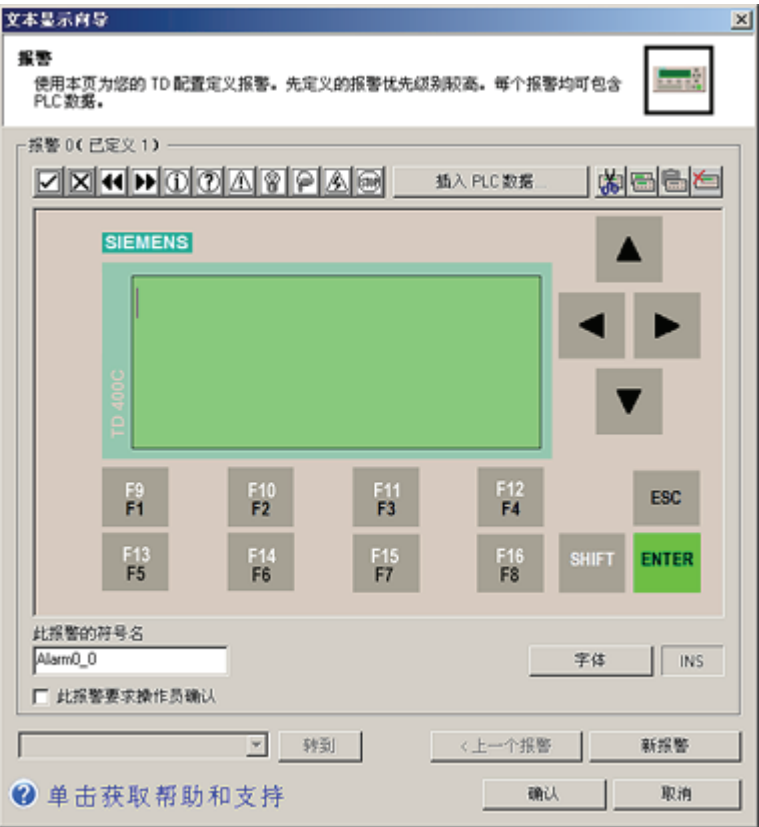 文本显示向导
报警
使用本页为您的 TD 配置定义报警。先定义的报警优先级别较高。每个报警均可包含
PLC 数据。
报警 0( 已定义 1)
STOP
插入 PLC 数据...
SIEMENS
TD 400C
F9 F10 F11 F12
F1 F2 F3 F4
ESC
F13 F14 F15 F16
F5 F6 F7 F8
SHIFT ENTER
此报警的符号名
Alarm0_0
字体 INS
此报警要求操作员确认
转到 <上一个报警 新报警
单击获取帮助和支持
确认 取消